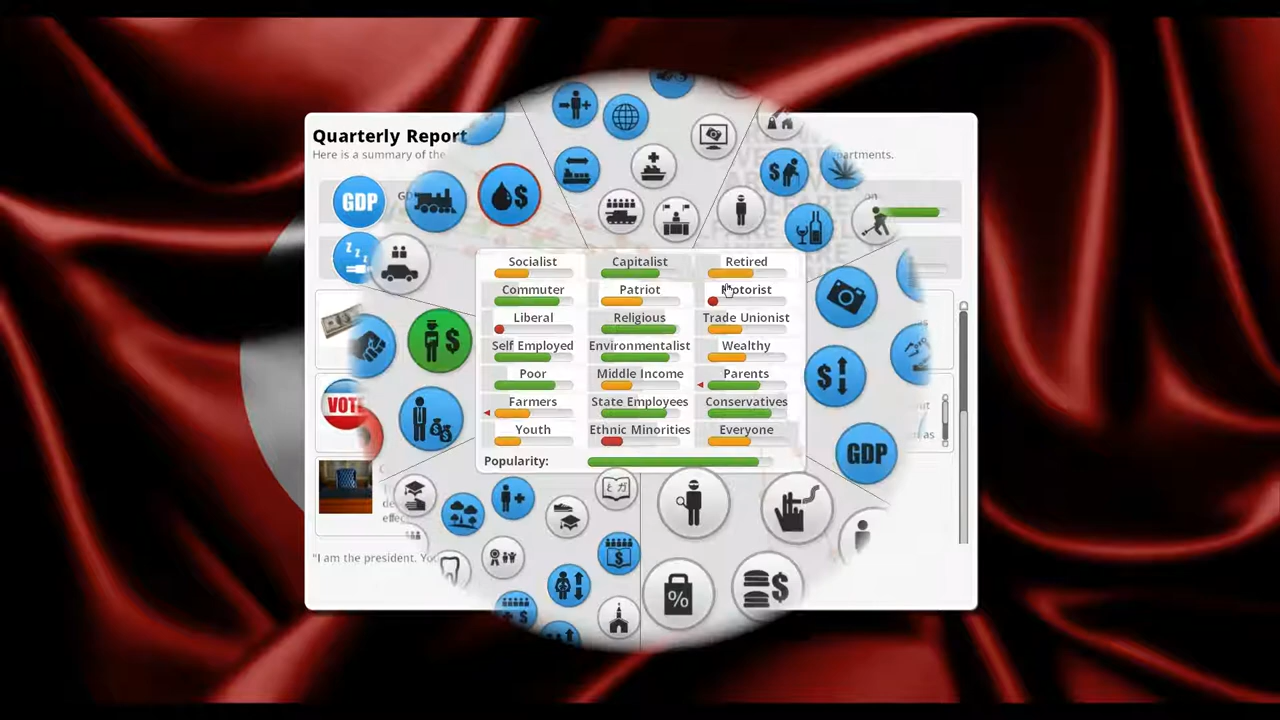 Quarterly Report
Here is a summary of the
partments.
GDP
Socialist Capitalist Retired
Commuter Patriot Motorist
Liberal Religious Trade Unionist
Self Employed Environmentalist Wealthy
Poor Middle Income Parents
Farmers State Employees Conservatives
Youth Ethnic Minorities Everyone
Popularity:
VOT
GDP
%
"I am the president. Yo